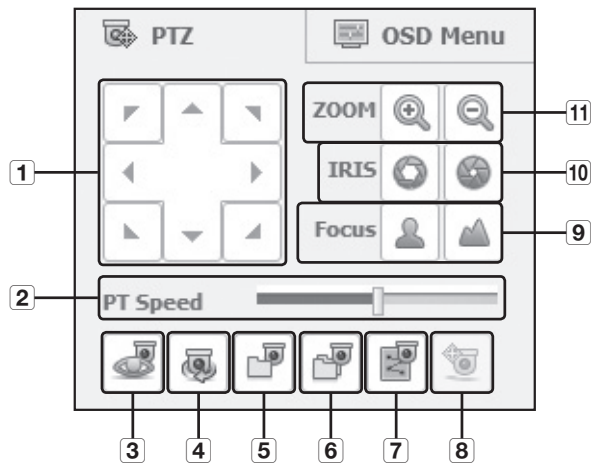 PTZ OSD Menu
ZOOM 11
1 IRIS 10
Focus 9
2 PT Speed
3 4 5 6 7 8